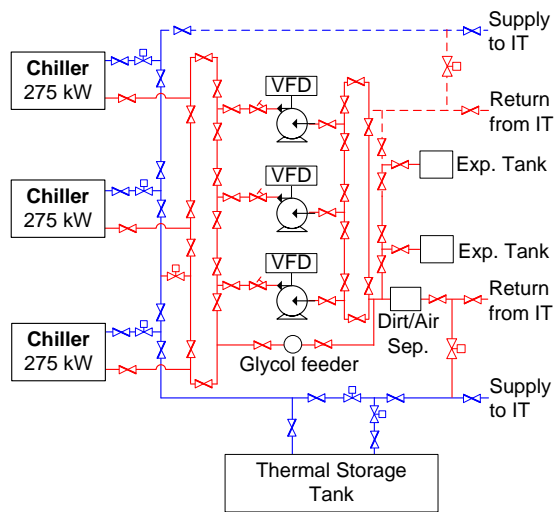 Supply
to IT
Chiller
275 kW
VFD
Return
from IT
Exp. Tank
VFD
Chiller
275 kW
Exp. Tank
VFD
Return
from IT
Dirt/Air
Sep.
Chiller
275 kW
Glycol feeder
Supply
to IT
Thermal Storage
Tank